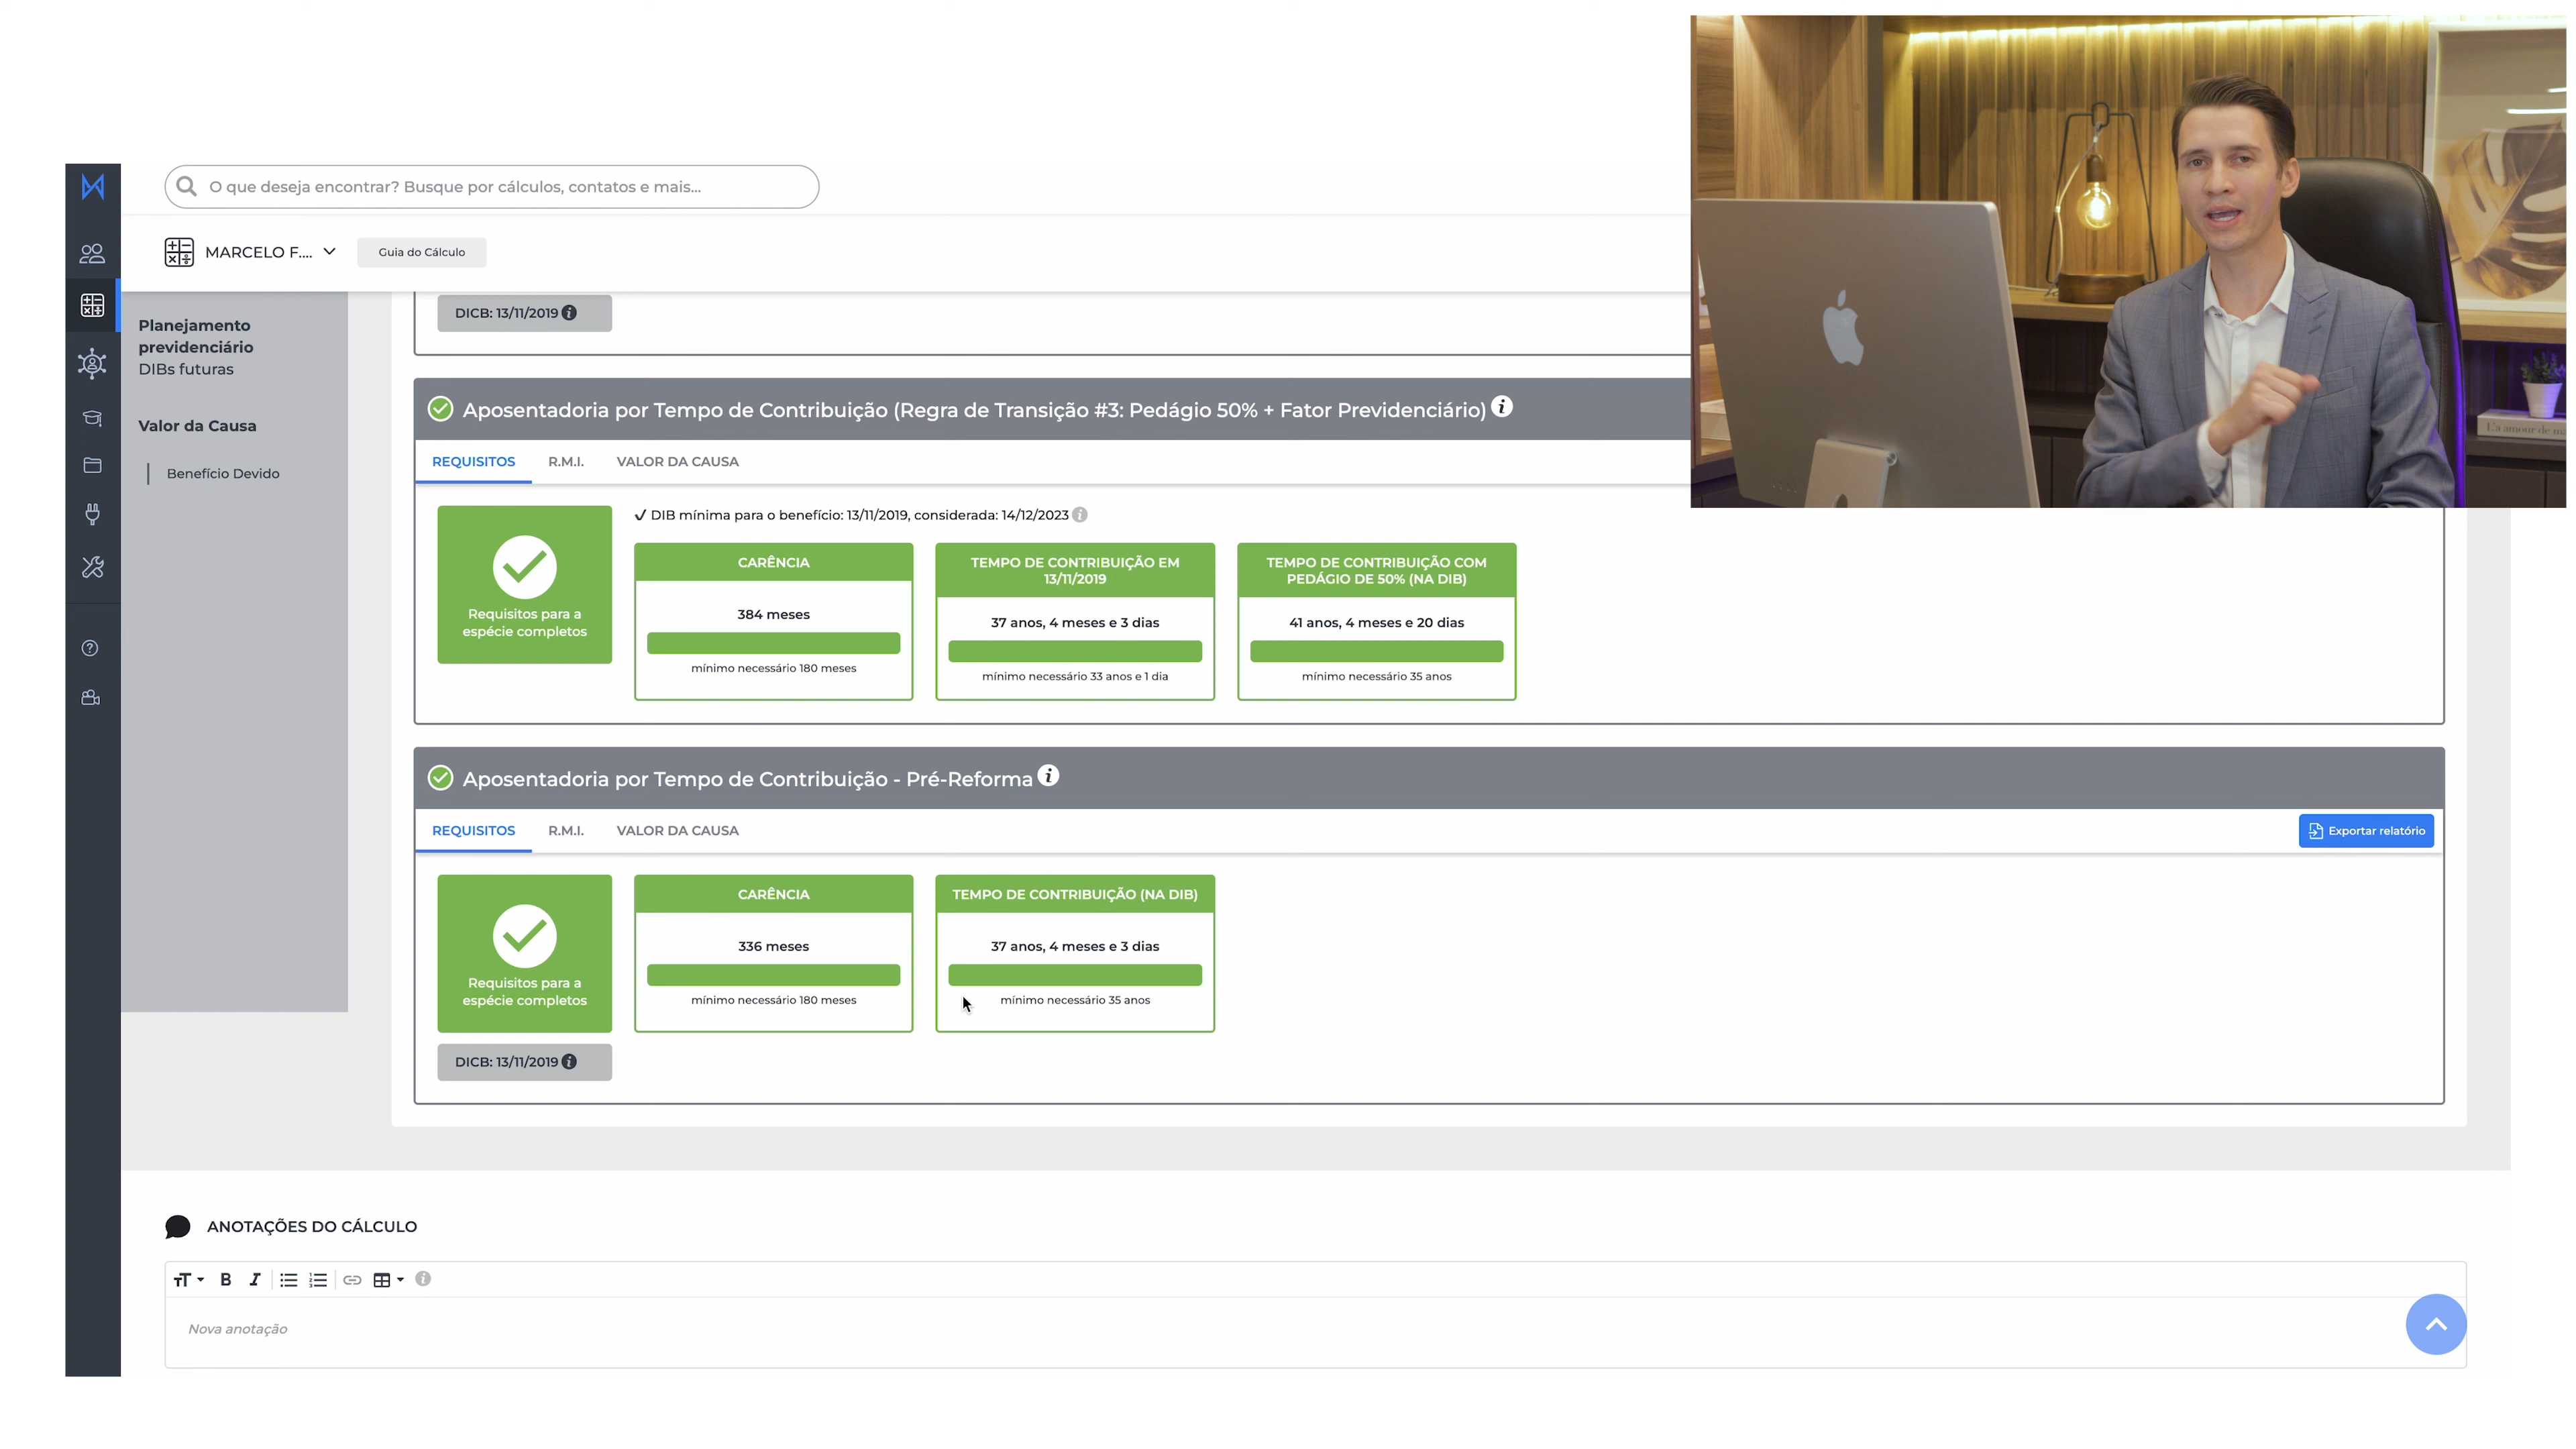 O que deseja encontrar? Busque por cálculos, contatos e mais...
MARCELO F....
Guia do Cálculo
Planejamento
previdenciário
DIBs futuras
Valor da Causa
Benefício Devido
DICB: 13/11/2019
Aposentadoria por Tempo de Contribuição (Regra de Transição #3: Pedágio 50% + Fator Previdenciário)
REQUISITOS R.M.I. VALOR DA CAUSA
Requisitos para a
espécie completos
DIB mínima para o benefício: 13/11/2019, considerada: 14/12/2023
CARÊNCIA
384 meses
mínimo necessário 180 meses
TEMPO DE CONTRIBUIÇÃO EM
13/11/2019
37 anos, 4 meses e 3 dias
mínimo necessário 33 anos e 1 dia
TEMPO DE CONTRIBUIÇÃO COM
PEDÁGIO DE 50% (NA DIB)
41 anos, 4 meses e 20 dias
mínimo necessário 35 anos
Aposentadoria por Tempo de Contribuição - Pré-Reforma
REQUISITOS R.M.I. VALOR DA CAUSA
Exportar relatório
Requisitos para a
espécie completos
CARÊNCIA
336 meses
mínimo necessário 180 meses
TEMPO DE CONTRIBUIÇÃO (NA DIB)
37 anos, 4 meses e 3 dias
mínimo necessário 35 anos
DICB: 13/11/2019
ANOTAÇÕES DO CÁLCULO
Nova anotação
L'a amour de